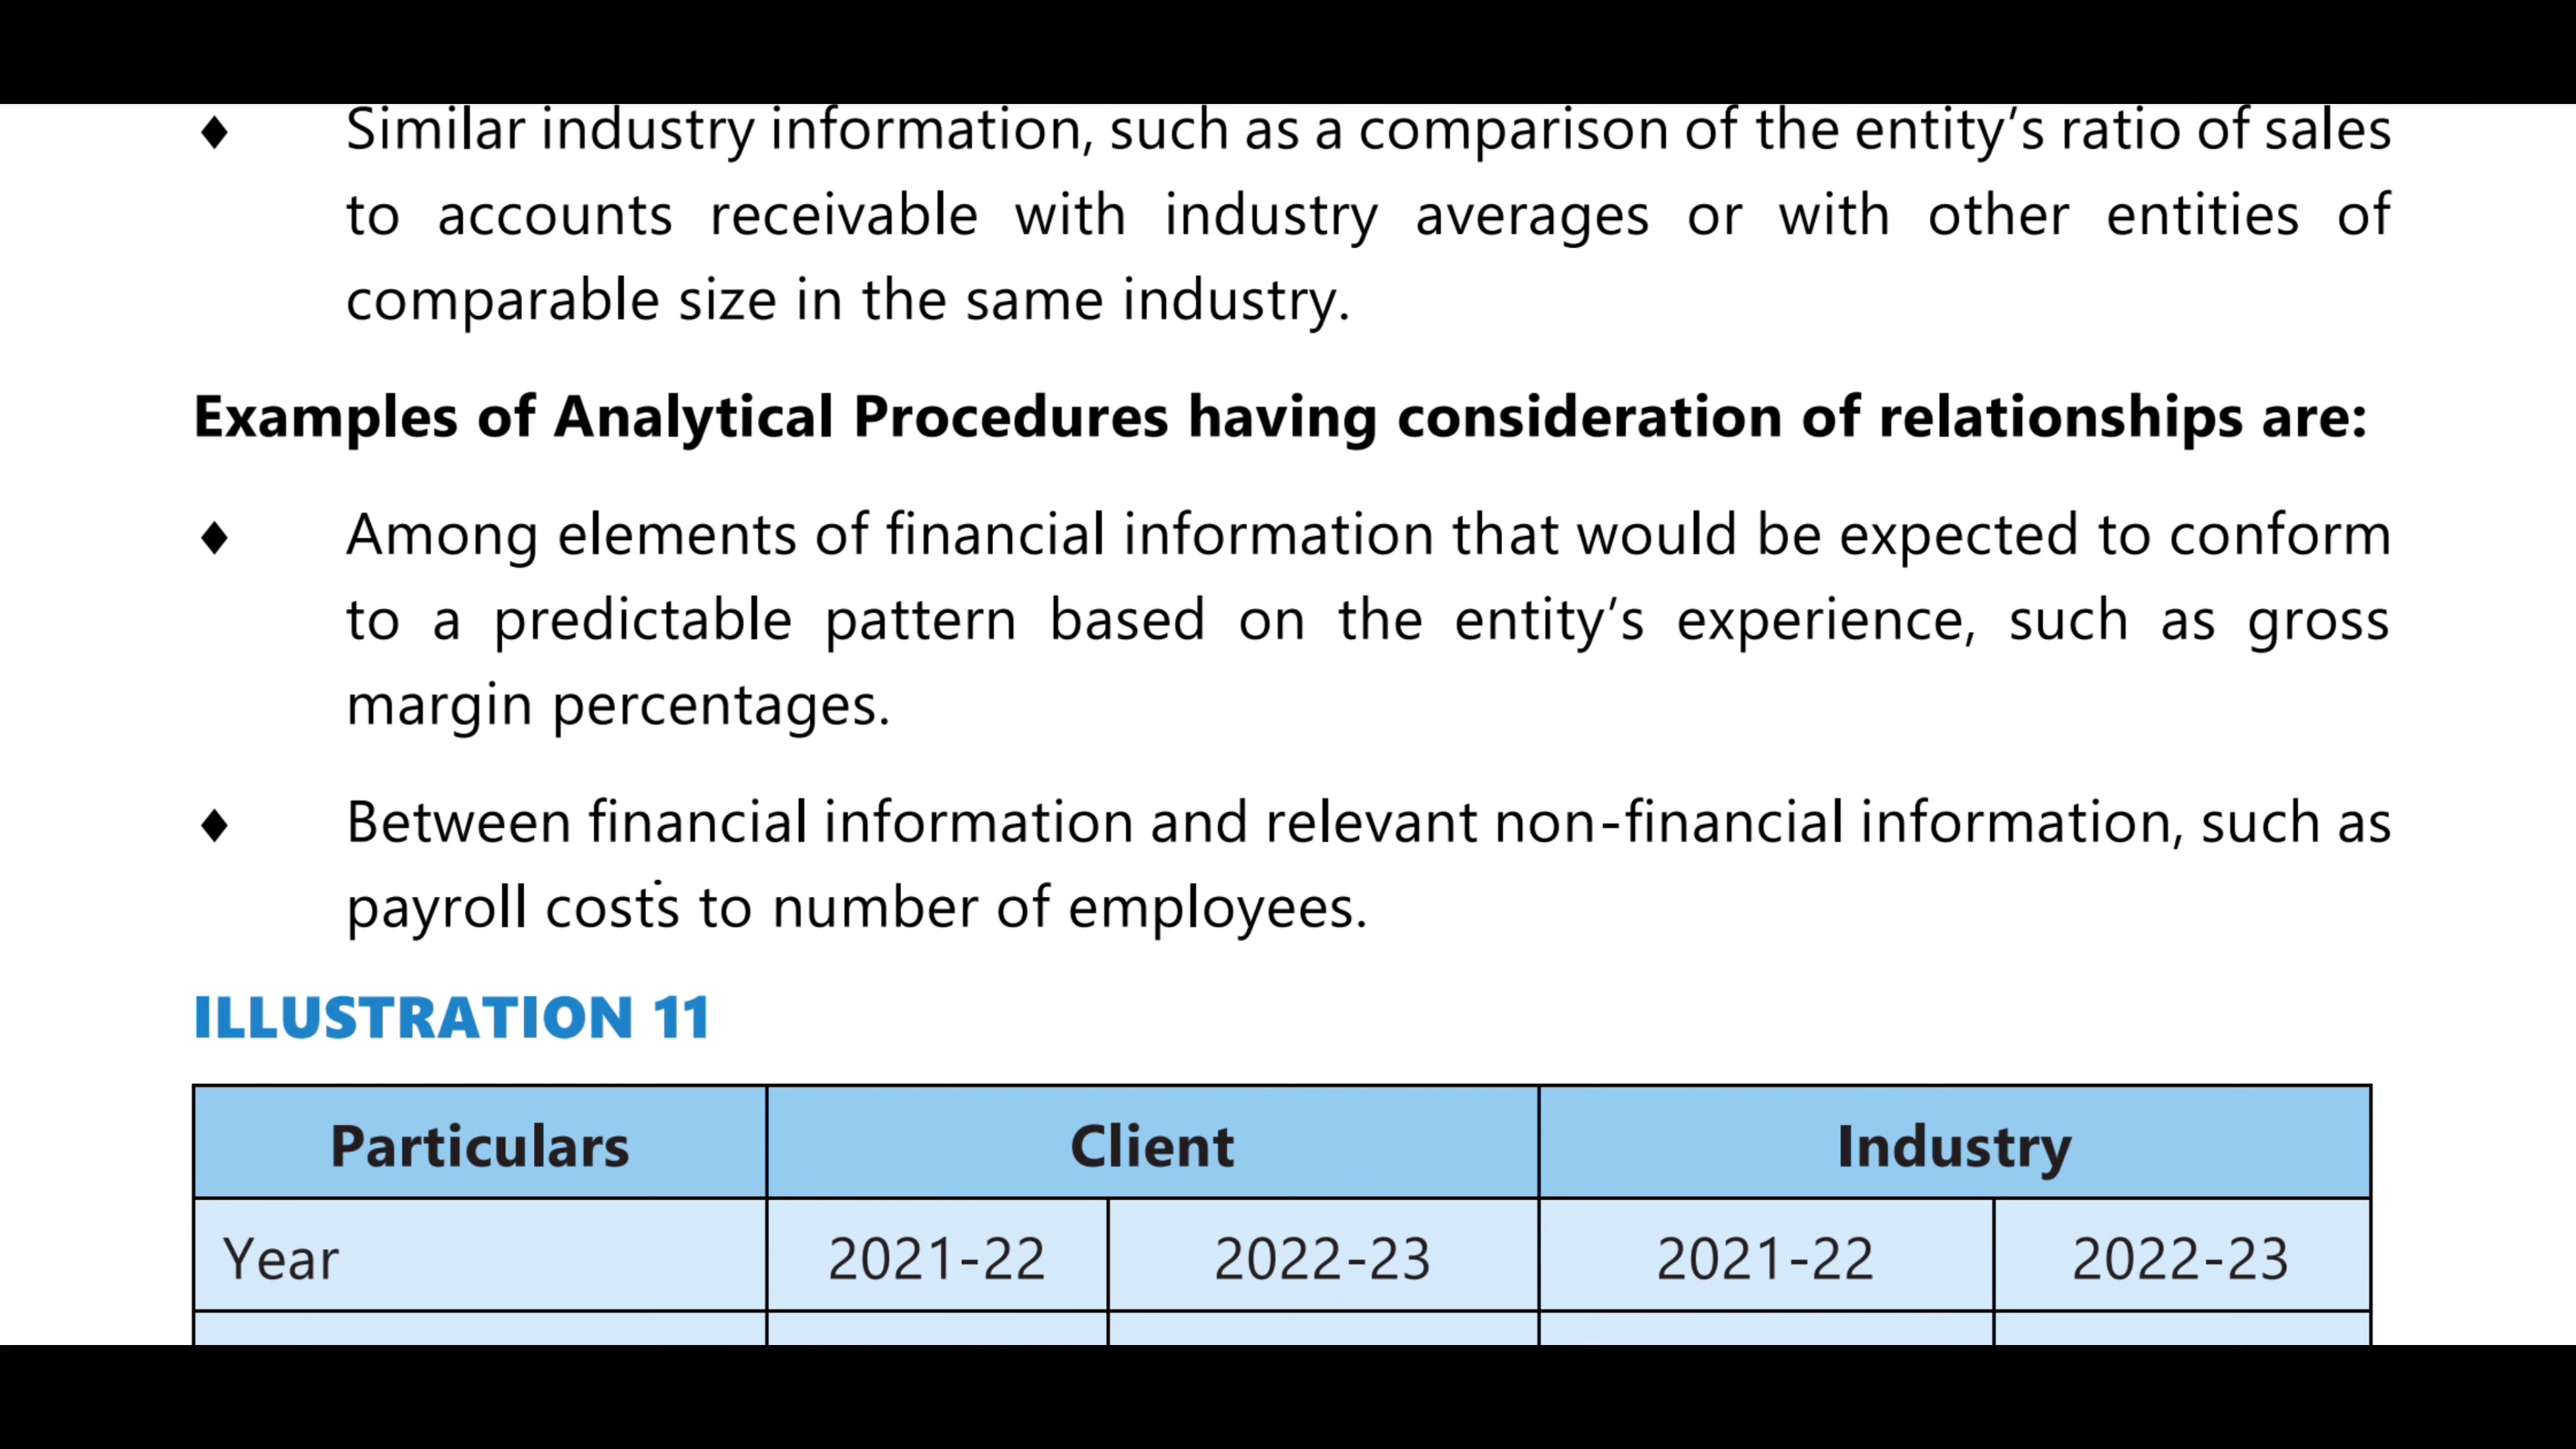 ♦ Similar industry information, such as a comparison of the entity’s ratio of sales
to accounts receivable with industry averages or with other entities of
comparable size in the same industry.
Examples of Analytical Procedures having consideration of relationships are:
♦ Among elements of financial information that would be expected to conform
to a predictable pattern based on the entity’s experience, such as gross
margin percentages.
♦ Between financial information and relevant non-financial information, such as
payroll costs to number of employees.
ILLUSTRATION 11
Particulars Client Industry
Year 2021-22 2022-23 2021-22 2022-23